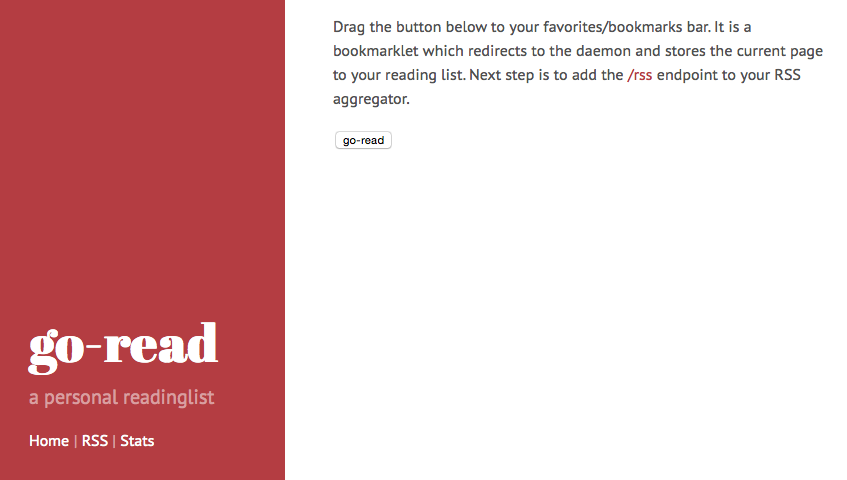 Drag the button below to your favorites/bookmarks bar. It is a
bookmarklet which redirects to the daemon and stores the current page
to your reading list. Next step is to add the /rss endpoint to your RSS
aggregator.
go-read
go-read
a personal readinglist
Home | RSS | Stats